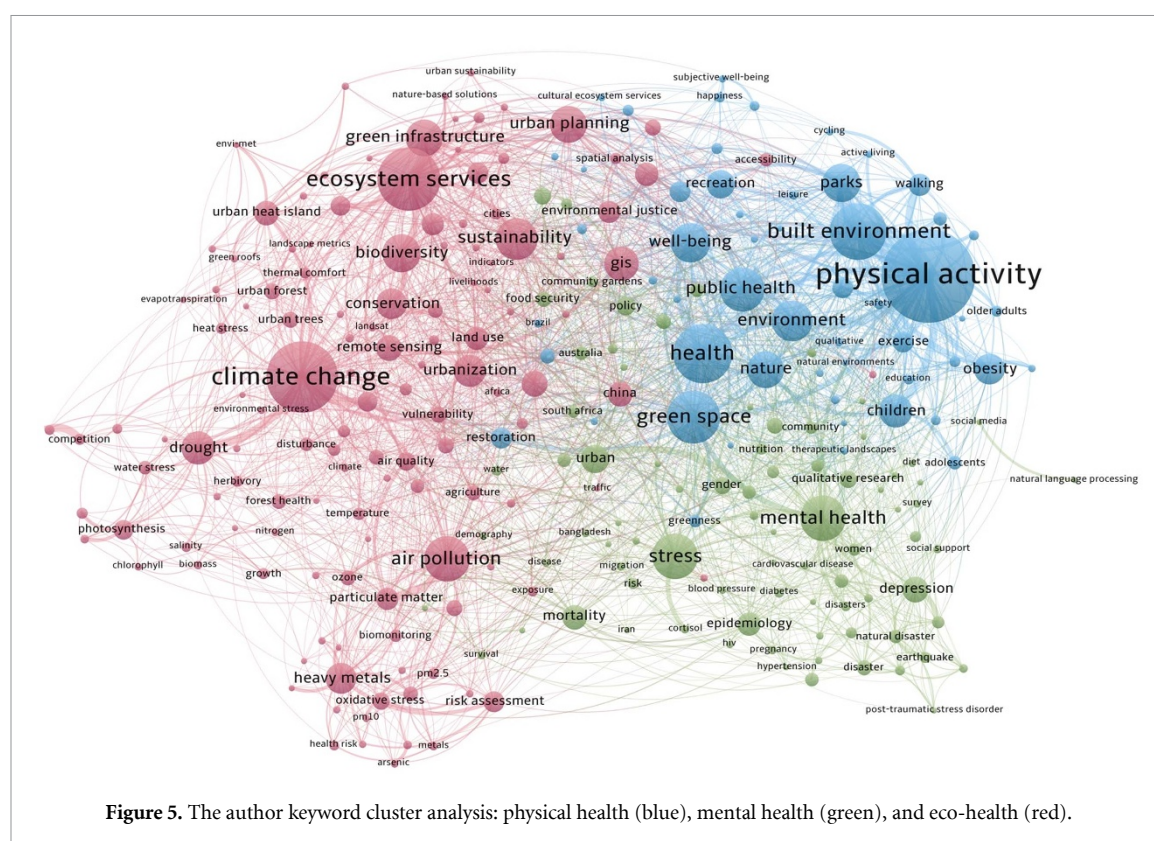 urban sustainability
subjective well-being
nature-based solutions
cultural ecosystem services
happiness
urban planning
cycling
green infrastructure
envi-met
active living
spatial analysis
accessibility
ecosystem services
recreation
parks
walking
leisure
urban heat island
cities
environmental justice
built environment
sustainability
well-being
landscape metrics
biodiversity
green roofs
indicators
gis
physical activity
thermal comfort
livelihoods
community gardens
public health
urban forest
evapotranspiration
conservation
food security
policy
safety
older adults
urban trees
heat stress
landsat
brazil
environment
land use
remote sensing
australia
health
qualitative
exercise
natural environments
climate change
urbanization
nature
obesity
education
africa
china
environmental stress
vulnerability
south africa
green space
children
social media
competition
drought
disturbance
restoration
community
nutrition
therapeutic landscapes
water stress
climate
air quality
water
urban
diet
adolescents
herbivory
traffic
gender
qualitative research
natural language processing
agriculture
forest health
survey
temperature
greenness
mental health
photosynthesis
nitrogen
demography
bangladesh
salinity
women
social support
chlorophyll
biomass
air pollution
disease
stress
cardiovascular disease
growth
ozone
migration
risk
exposure
blood pressure
diabetes
depression
particulate matter
disasters
mortality
biomonitoring
iran
cortisol
epidemiology
natural disaster
hiv
survival
pregnancy
earthquake
heavy metals
pm2.5
hypertension
disaster
oxidative stress
risk assessment
pm10
post-traumatic stress disorder
health risk
metals
arsenic
Figure 5. The author keyword cluster analysis: physical health (blue), mental health (green), and eco-health (red).